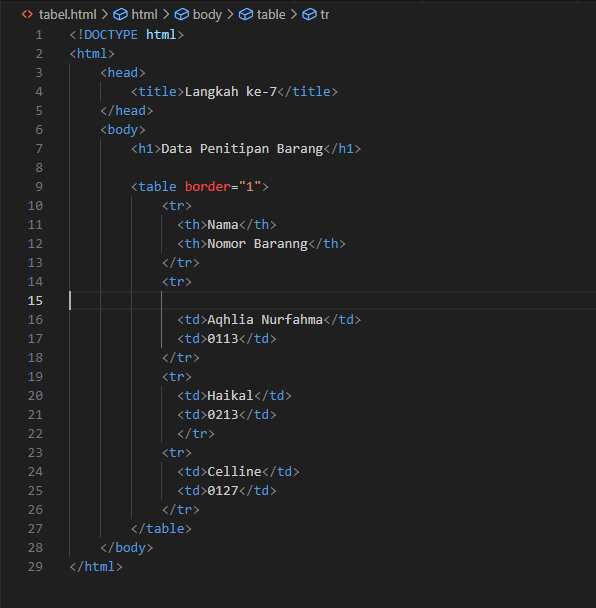 <> tabel.html > html > body > table > tr
1 <!DOCTYPE html>
2 <html>
3     <head>
4         <title>Langkah ke-7</title>
5     </head>
6     <body>
7         <h1>Data Penitipan Barang</h1>
8
9         <table border="1">
10             <tr>
11               <th>Nama</th>
12               <th>Nomor Baranng</th>
13             </tr>
14             <tr>
15
16               <td>Aqhlia Nurfahma</td>
17               <td>0113</td>
18             </tr>
19             <tr>
20               <td>Haikal</td>
21               <td>0213</td>
22               </tr>
23             <tr>
24               <td>Celline</td>
25               <td>0127</td>
26             </tr>
27         </table>
28     </body>
29 </html>